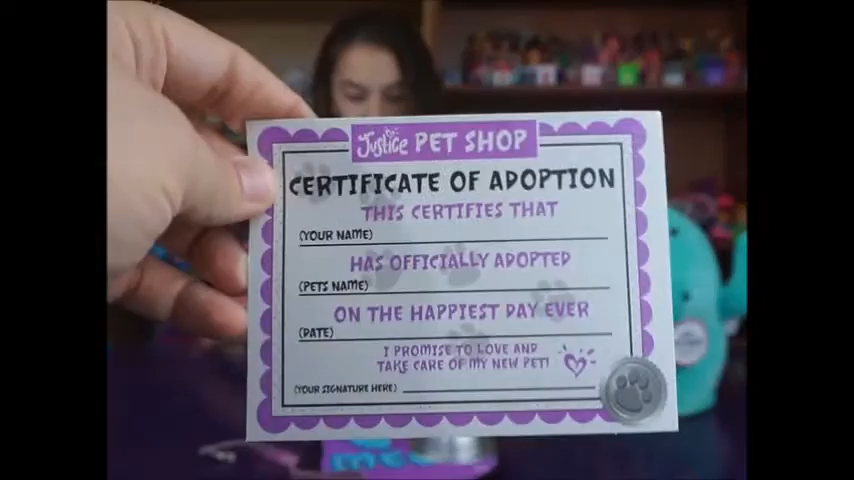 Justice PET SHOP
CERTIFICATE OF ADOPTION
THIS CERTIFIES THAT
(YOUR NAME)
HAS OFFICIALLY ADOPTED
(PETS NAME)
ON THE HAPPIEST DAY EVER
(DATE)
I PROMISE TO LOVE AND
TAKE CARE OF MY NEW PET!
(YOUR SIGNATURE HERE)